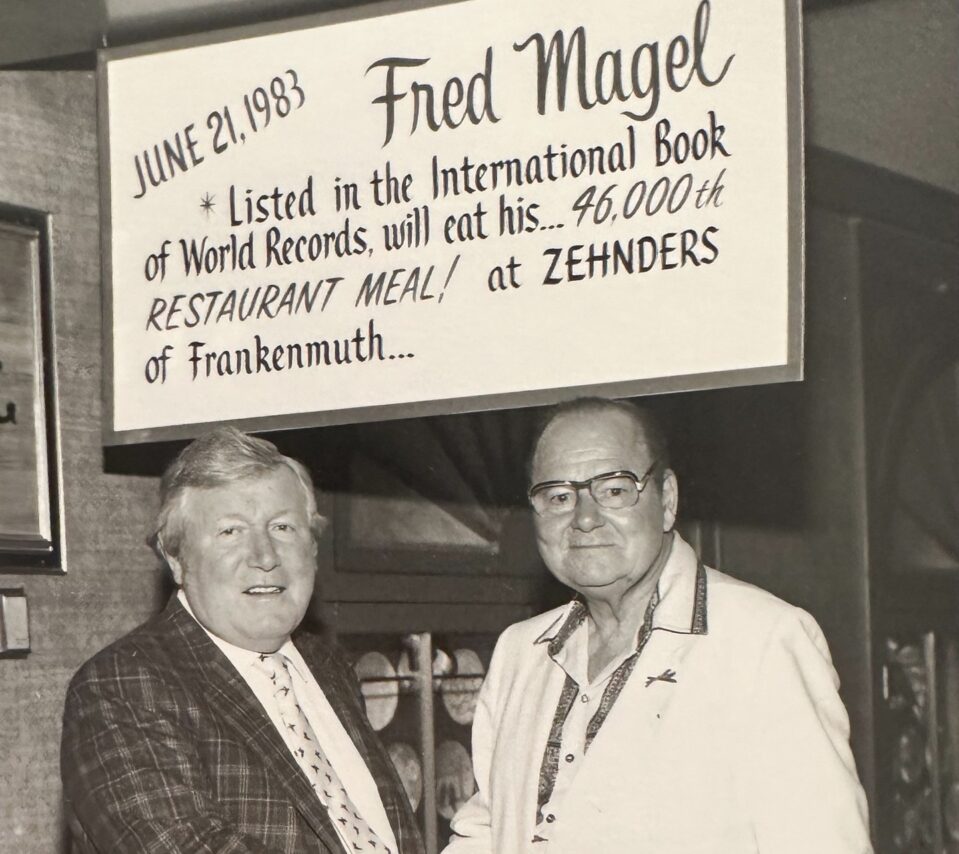 JUNE 21, 1983
Fred Magel
* Listed in the International Book
of World Records, will eat his... 46,000th
RESTAURANT MEAL! at ZEHNDERS
of Frankenmuth...